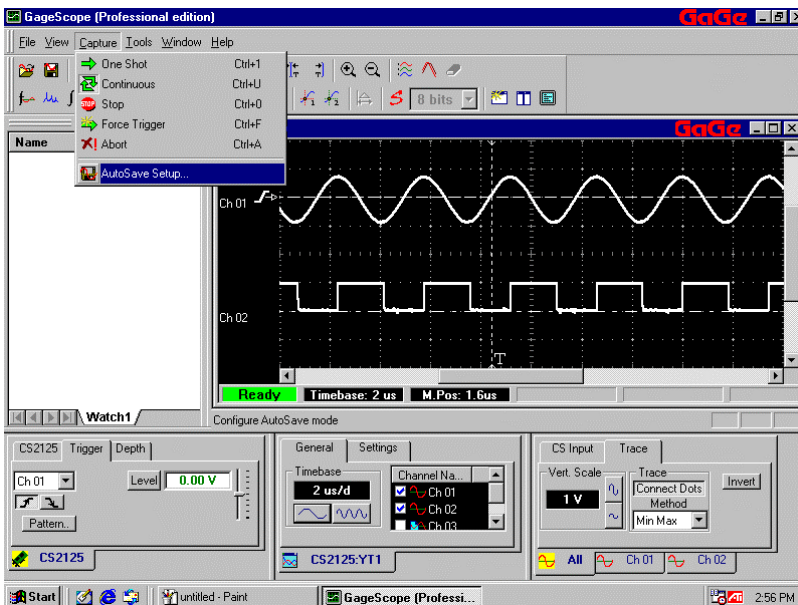 GageScope (Professional edition) GaGe
File View Capture Tools Window Help
One Shot Ctrl+1
Continuous Ctrl+U
Stop Ctrl+0
Force Trigger Ctrl+F
Abort Ctrl+A
AutoSave Setup...
STOP
8 bits
Name
GaGe
Ch 01
Ch 02
T
Ready Timebase: 2 us M.Pos: 1.6us
Watch1
Configure AutoSave mode
CS2125 Trigger Depth
Ch 01 Level 0.00 V
Pattern..
CS2125
General Settings
Timebase
2 us/d
Channel Na...
Ch 01
Ch 02
Ch 03
CS2125:YT1
CS Input Trace
Vert. Scale
1 V
Trace
Connect Dots
Method
Min Max
Invert
All Ch 01 Ch 02
Start untitled - Paint GageScope (Professi... 2:56 PM